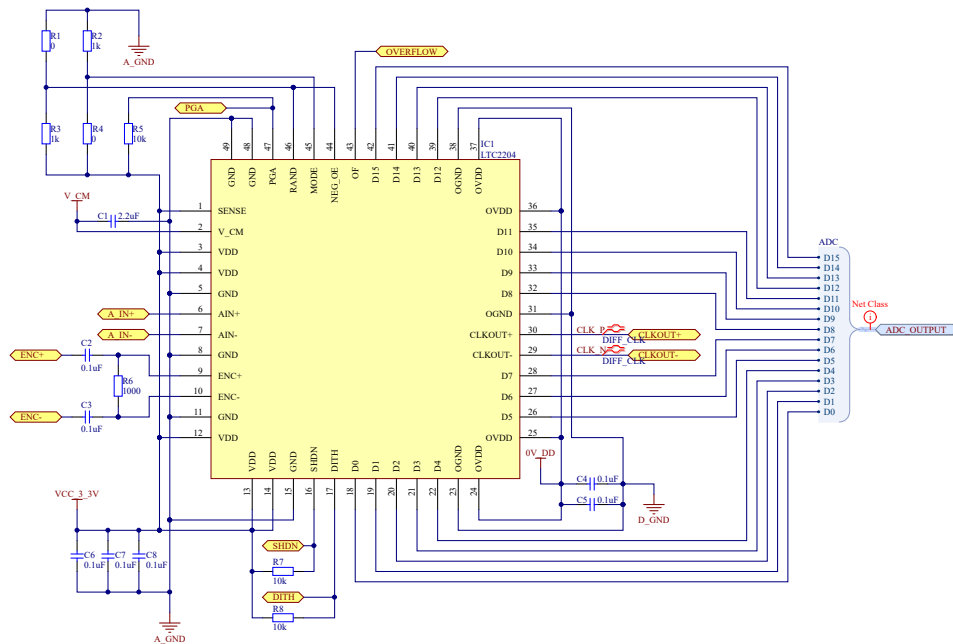 R1
0
R2
1k
A_GND
OVERFLOW
PGA
R3
1k
R4
0
R5
10k
49
48
47
46
45
44
43
42
41
40
39
38
37
IC1
LTC2204
GND
GND
PGA
RAND
MODE
NEG_OE
OF
D15
D14
D13
D12
OGND
OVDD
V_CM
C1
2.2uF
1
SENSE
2
V_CM
3
VDD
4
VDD
5
GND
6
AIN+
7
AIN-
8
GND
9
ENC+
10
ENC-
11
GND
12
VDD
A_IN+
A_IN-
ENC+
C2
0.1uF
R6
1000
ENC-
C3
0.1uF
OVDD
36
D11
35
D10
34
D9
33
D8
32
OGND
31
CLKOUT+
30
CLKOUT-
29
D7
28
D6
27
D5
26
OVDD
25
CLK_P
DIFF_CLK
CLKOUT+
CLK_N
DIFF_CLK
CLKOUT-
ADC
D15
D14
D13
D12
D11
D10
D9
D8
D7
D6
D5
D4
D3
D2
D1
D0
Net Class
i
ADC_OUTPUT
VDD
VDD
GND
SHDN
DITH
D0
D1
D2
D3
D4
OGND
OVDD
13
14
15
16
17
18
19
20
21
22
23
24
0V_DD
C4
0.1uF
C5
0.1uF
D_GND
VCC_3_3V
C6
0.1uF
C7
0.1uF
C8
0.1uF
A_GND
SHDN
R7
10k
DITH
R8
10k